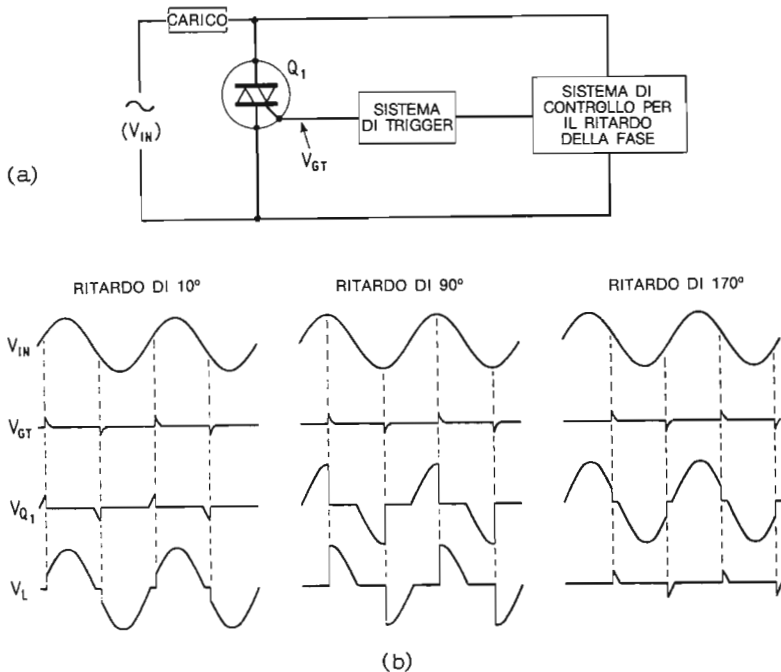 CARICO
Q1
(VIN)
SISTEMA
DI TRIGGER
SISTEMA DI
CONTROLLO PER
IL RITARDO
DELLA FASE
VGT
(a)
RITARDO DI 10°
RITARDO DI 90°
RITARDO DI 170°
VIN
VGT
VQ1
VL
(b)